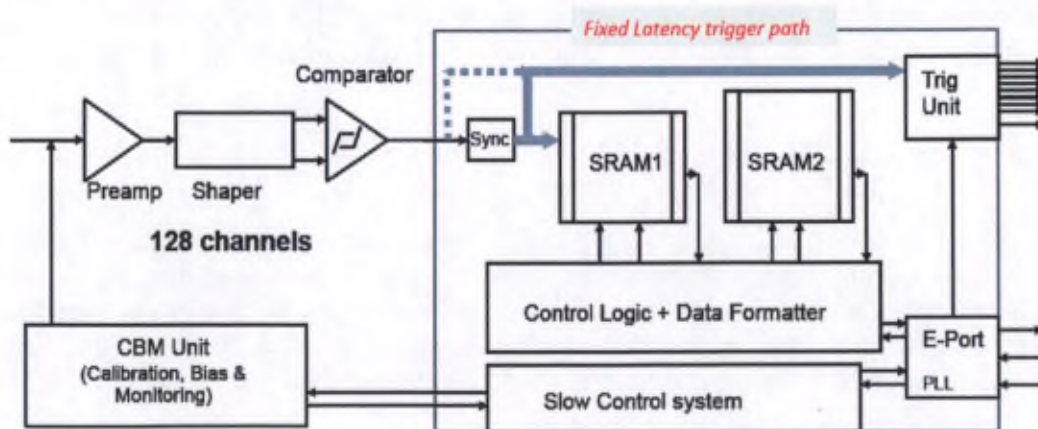 Fixed Latency trigger path
Comparator
Trig
Unit
Sync
SRAM1
SRAM2
Preamp
Shaper
128 channels
Control Logic + Data Formatter
CBM Unit
(Calibration, Bias &
Monitoring)
E-Port
PLL
Slow Control system